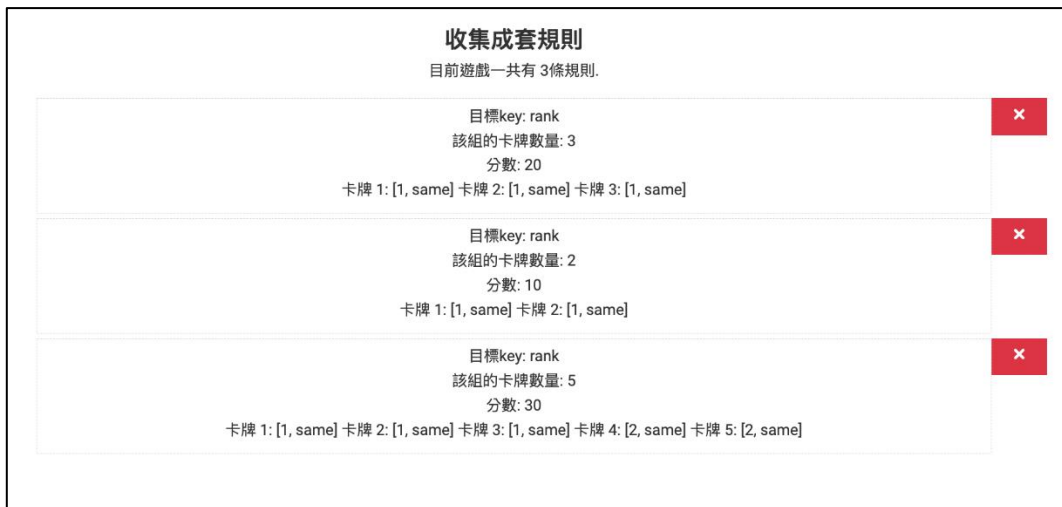 收集成套規則
目前遊戲一共有 3條規則.
目標key: rank
該組的卡牌數量: 3
分數: 20
卡牌 1: [1, same] 卡牌 2: [1, same] 卡牌 3: [1, same]
×
目標key: rank
該組的卡牌數量: 2
分數: 10
卡牌 1: [1, same] 卡牌 2: [1, same]
×
目標key: rank
該組的卡牌數量: 5
分數: 30
卡牌 1: [1, same] 卡牌 2: [1, same] 卡牌 3: [1, same] 卡牌 4: [2, same] 卡牌 5: [2, same]
×